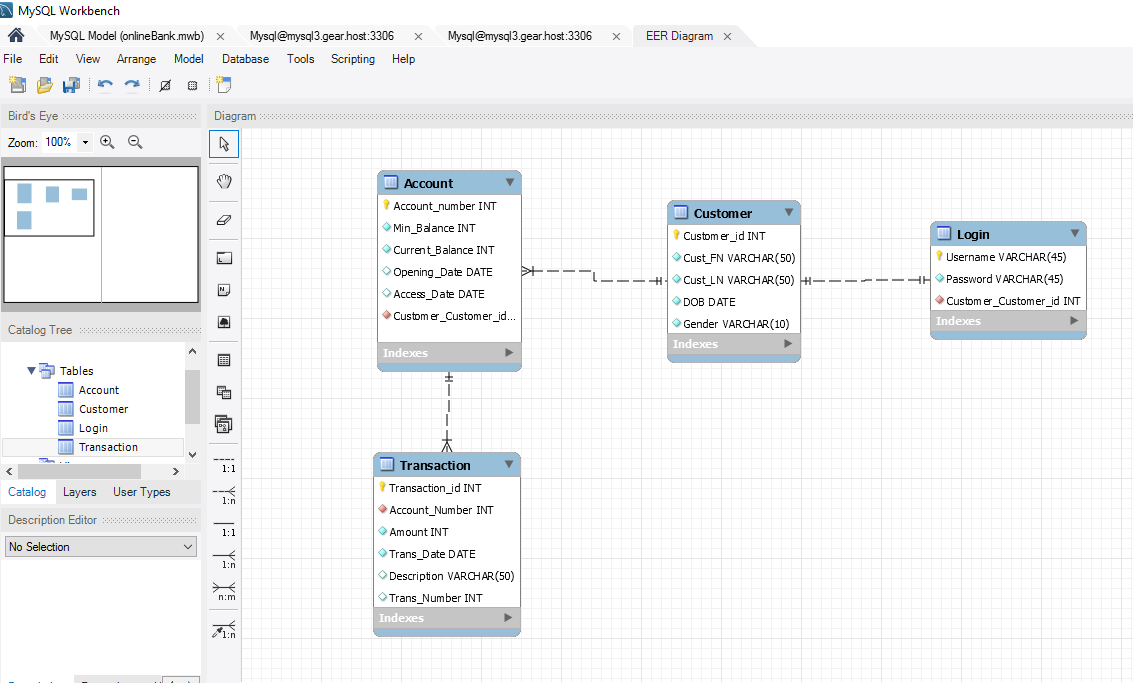 MySQL Workbench
MySQL Model (onlineBank.mwb)
Mysql@mysql3.gear.host:3306
Mysql@mysql3.gear.host:3306
EER Diagram
File Edit View Arrange Model Database Tools Scripting Help
Bird's Eye
Zoom: 100%
Catalog Tree
Tables
Account
Customer
Login
Transaction
Catalog Layers User Types
Description Editor
No Selection
Diagram
1:1
1:n
1:1
1:n
n:m
1:n
Account
Account_number INT
Min_Balance INT
Current_Balance INT
Opening_Date DATE
Access_Date DATE
Customer_Customer_id...
Indexes
Customer
Customer_id INT
Cust_FN VARCHAR(50)
Cust_LN VARCHAR(50)
DOB DATE
Gender VARCHAR(10)
Indexes
Login
Username VARCHAR(45)
Password VARCHAR(45)
Customer_Customer_id INT
Indexes
Transaction
Transaction_id INT
Account_Number INT
Amount INT
Trans_Date DATE
Description VARCHAR(50)
Trans_Number INT
Indexes